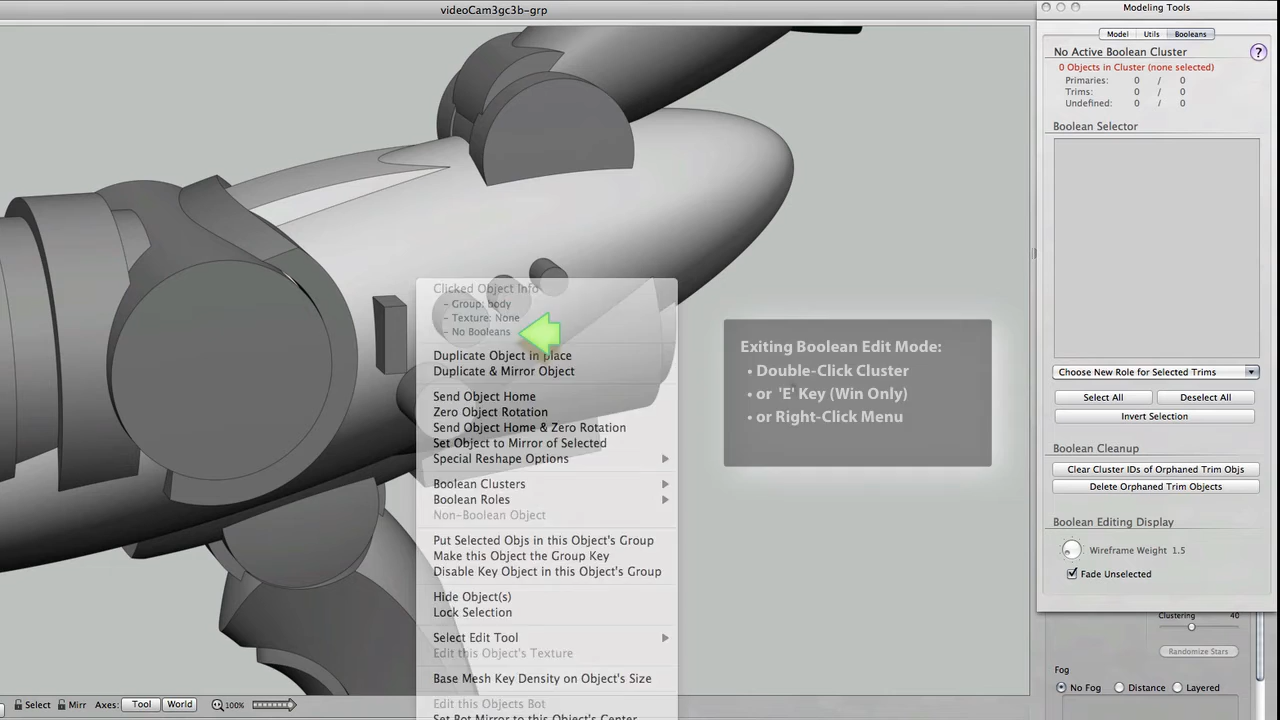 videoCam3gc3b-grp
Modeling Tools
Model Utils Booleans
No Active Boolean Cluster ?
0 Objects in Cluster (none selected)
Primaries: 0 / 0
Trims: 0 / 0
Undefined: 0 / 0
Boolean Selector
Choose New Role for Selected Trims
Select All Deselect All
Invert Selection
Boolean Cleanup
Clear Cluster IDs of Orphaned Trim Objs
Delete Orphaned Trim Objects
Boolean Editing Display
Wireframe Weight 1.5
Fade Unselected
Clustering 40
Randomize Stars
Fog
No Fog Distance Layered
Clicked Object Info
- Group: body
- Texture: None
- No Booleans
Duplicate Object in place
Duplicate & Mirror Object
Send Object Home
Zero Object Rotation
Send Object Home & Zero Rotation
Set Object to Mirror of Selected
Special Reshape Options
Boolean Clusters
Boolean Roles
Non-Boolean Object
Put Selected Objs in this Object's Group
Make this Object the Group Key
Disable Key Object in this Object's Group
Hide Object(s)
Lock Selection
Select Edit Tool
Edit this Object's Texture
Base Mesh Key Density on Object's Size
Edit this Objects Bot
Set Bot Mirror to this Object's Center
Exiting Boolean Edit Mode:
• Double-Click Cluster
• or 'E' Key (Win Only)
• or Right-Click Menu
Select Mirr Axes: Tool World 100%